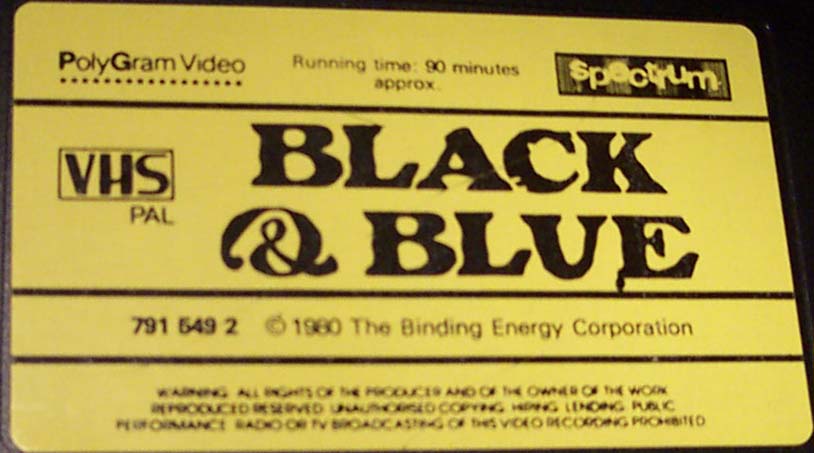 PolyGram Video
Running time: 90 minutes
approx.
spectrum
VHS
PAL
BLACK
& BLUE
791 549 2 © 1980 The Binding Energy Corporation
WARNING ALL RIGHTS OF THE PRODUCER AND OF THE OWNER OF THE WORK
REPRODUCED RESERVED UNAUTHORISED COPYING HIRING LENDING PUBLIC
PERFORMANCE RADIO OR TV BROADCASTING OF THIS VIDEO RECORDING PROHIBITED